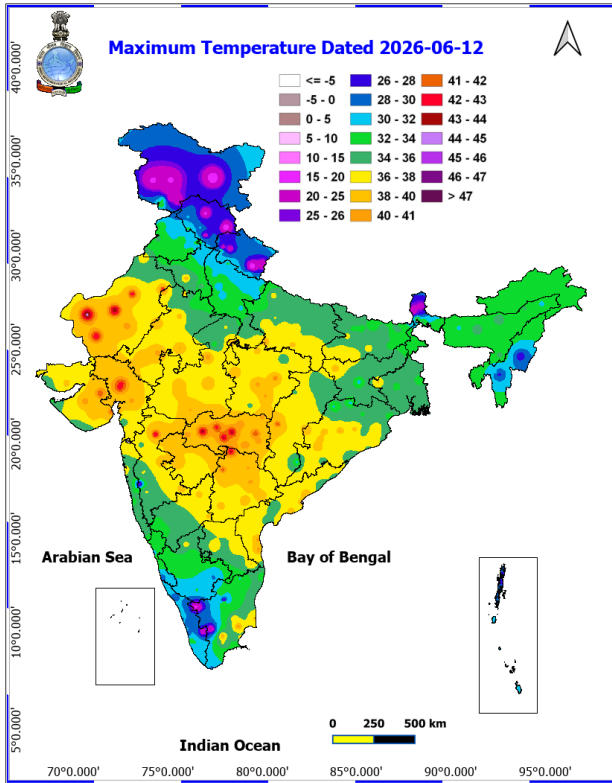 Maximum Temperature Dated 2026-06-12
<= -5
-5 - 0
0 - 5
5 - 10
10 - 15
15 - 20
20 - 25
25 - 26
26 - 28
28 - 30
30 - 32
32 - 34
34 - 36
36 - 38
38 - 40
40 - 41
41 - 42
42 - 43
43 - 44
44 - 45
45 - 46
46 - 47
> 47
40°0.000'
35°0.000'
30°0.000'
25°0.000'
20°0.000'
15°0.000'
10°0.000'
5°0.000'
Arabian Sea
Bay of Bengal
Indian Ocean
0 250 500 km
70°0.000' 75°0.000' 80°0.000' 85°0.000' 90°0.000' 95°0.000'